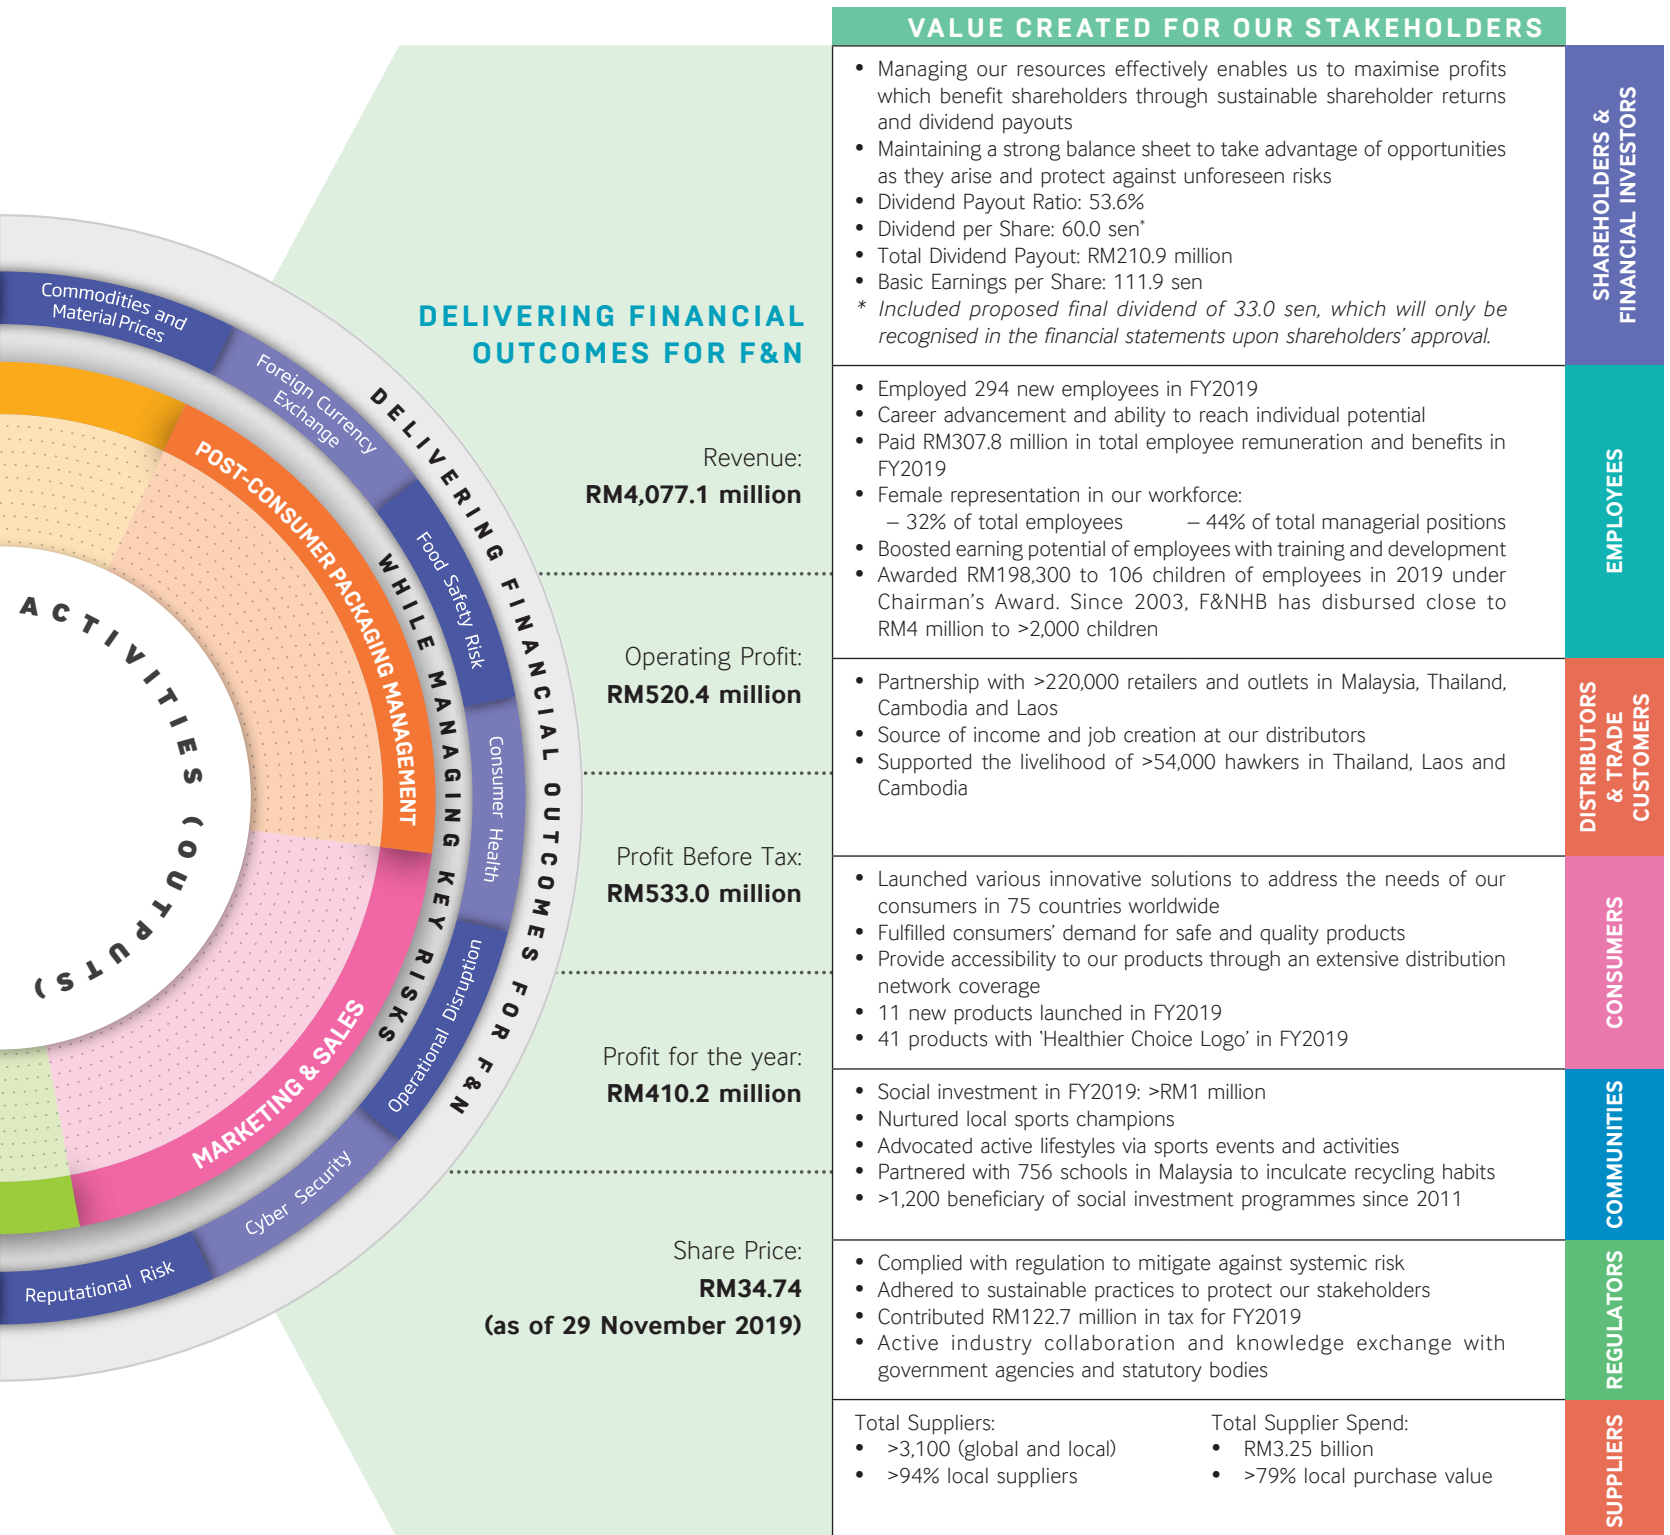 ACTIVITIES (OUTPUTS)
POST-CONSUMER PACKAGING MANAGEMENT
MARKETING & SALES
WHILE MANAGING KEY RISKS
Commodities and
Material Prices
Foreign Currency
Exchange
Food Safety Risk
Consumer Health
Operational Disruption
Cyber Security
Reputational Risk
DELIVERING FINANCIAL OUTCOMES FOR F&N
DELIVERING FINANCIAL
OUTCOMES FOR F&N
Revenue:
RM4,077.1 million
Operating Profit:
RM520.4 million
Profit Before Tax:
RM533.0 million
Profit for the year:
RM410.2 million
Share Price:
RM34.74
(as of 29 November 2019)
VALUE CREATED FOR OUR STAKEHOLDERS
• Managing our resources effectively enables us to maximise profits
which benefit shareholders through sustainable shareholder returns
and dividend payouts
• Maintaining a strong balance sheet to take advantage of opportunities
as they arise and protect against unforeseen risks
• Dividend Payout Ratio: 53.6%
• Dividend per Share: 60.0 sen*
• Total Dividend Payout: RM210.9 million
• Basic Earnings per Share: 111.9 sen
* Included proposed final dividend of 33.0 sen, which will only be
recognised in the financial statements upon shareholders' approval.
SHAREHOLDERS &
FINANCIAL INVESTORS
• Employed 294 new employees in FY2019
• Career advancement and ability to reach individual potential
• Paid RM307.8 million in total employee remuneration and benefits in
FY2019
• Female representation in our workforce:
– 32% of total employees – 44% of total managerial positions
• Boosted earning potential of employees with training and development
• Awarded RM198,300 to 106 children of employees in 2019 under
Chairman's Award. Since 2003, F&NHB has disbursed close to
RM4 million to >2,000 children
EMPLOYEES
• Partnership with >220,000 retailers and outlets in Malaysia, Thailand,
Cambodia and Laos
• Source of income and job creation at our distributors
• Supported the livelihood of >54,000 hawkers in Thailand, Laos and
Cambodia
DISTRIBUTORS
& TRADE
CUSTOMERS
• Launched various innovative solutions to address the needs of our
consumers in 75 countries worldwide
• Fulfilled consumers' demand for safe and quality products
• Provide accessibility to our products through an extensive distribution
network coverage
• 11 new products launched in FY2019
• 41 products with 'Healthier Choice Logo' in FY2019
CONSUMERS
• Social investment in FY2019: >RM1 million
• Nurtured local sports champions
• Advocated active lifestyles via sports events and activities
• Partnered with 756 schools in Malaysia to inculcate recycling habits
• >1,200 beneficiary of social investment programmes since 2011
COMMUNITIES
• Complied with regulation to mitigate against systemic risk
• Adhered to sustainable practices to protect our stakeholders
• Contributed RM122.7 million in tax for FY2019
• Active industry collaboration and knowledge exchange with
government agencies and statutory bodies
REGULATORS
Total Suppliers:
• >3,100 (global and local)
• >94% local suppliers
Total Supplier Spend:
• RM3.25 billion
• >79% local purchase value
SUPPLIERS